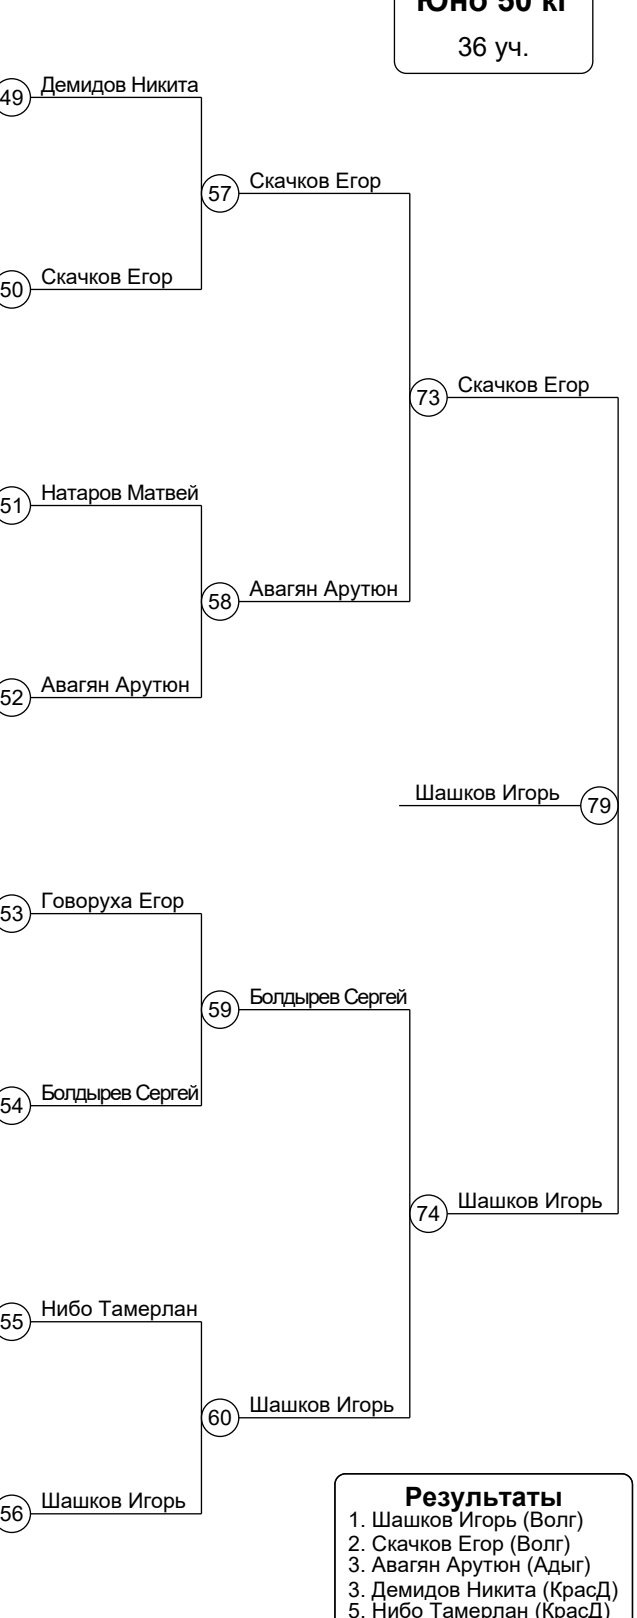 Юно 50 кг
36 уч.
49 Демидов Никита
57 Скачков Егор
50 Скачков Егор
73 Скачков Егор
51 Натаров Матвей
58 Авагян Арутюн
52 Авагян Арутюн
Шашков Игорь 79
53 Говоруха Егор
59 Болдырев Сергей
54 Болдырев Сергей
74 Шашков Игорь
55 Нибо Тамерлан
60 Шашков Игорь
56 Шашков Игорь
Результаты
1. Шашков Игорь (Волг)
2. Скачков Егор (Волг)
3. Авагян Арутюн (Адыг)
3. Демидов Никита (КрасД)
5. Нибо Тамерлан (КрасД)